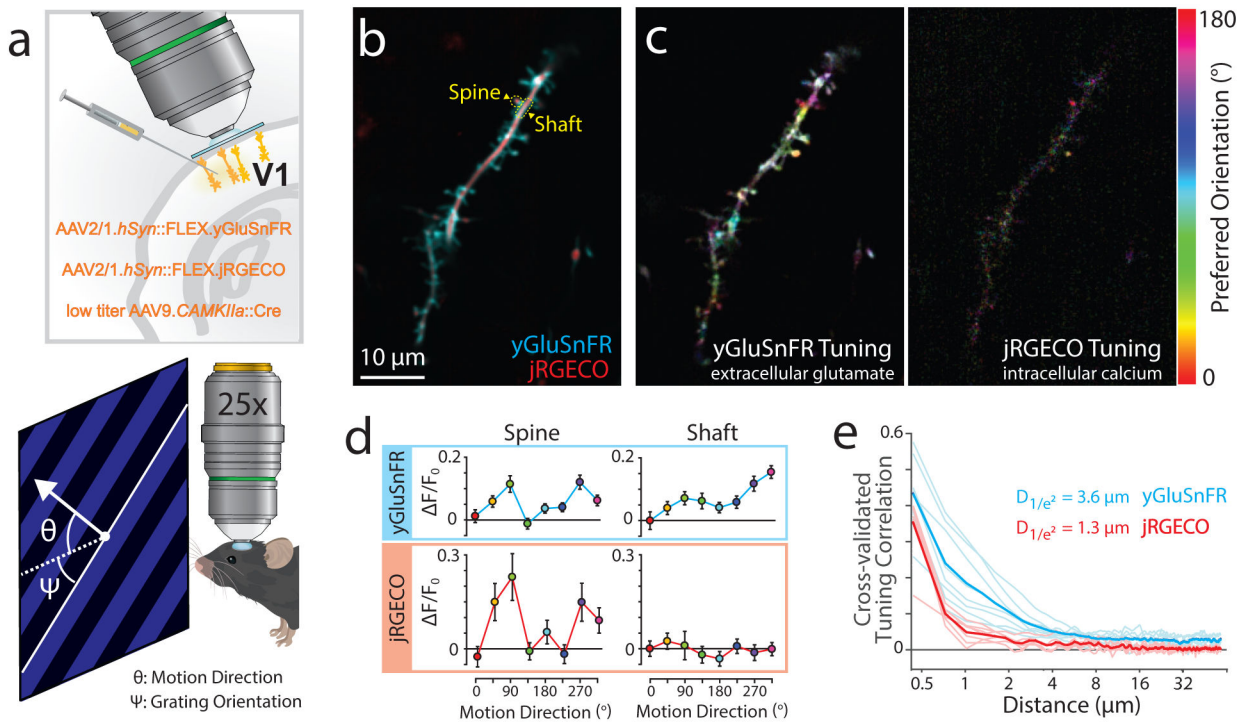 a
V1
AAV2/1.hSyn::FLEX.yGluSnFR
AAV2/1.hSyn::FLEX.jRGECO
low titer AAV9.CAMKIIa::Cre
25x
θ
Ψ
θ: Motion Direction
Ψ: Grating Orientation
b
Spine
Shaft
10 µm
yGluSnFR
jRGECO
c
yGluSnFR Tuning
extracellular glutamate
jRGECO Tuning
intracellular calcium
180
Preferred Orientation (°)
0
d
Spine
Shaft
yGluSnFR
ΔF/F0
0.2
0
0.2
0
jRGECO
ΔF/F0
0.3
0
0.3
0
0 90 180 270
0 90 180 270
Motion Direction (°)
Motion Direction (°)
e
0.6
Cross-validated
Tuning Correlation
0
D1/e² = 3.6 µm yGluSnFR
D1/e² = 1.3 µm jRGECO
0.5 1 2 4 8 16 32
Distance (µm)